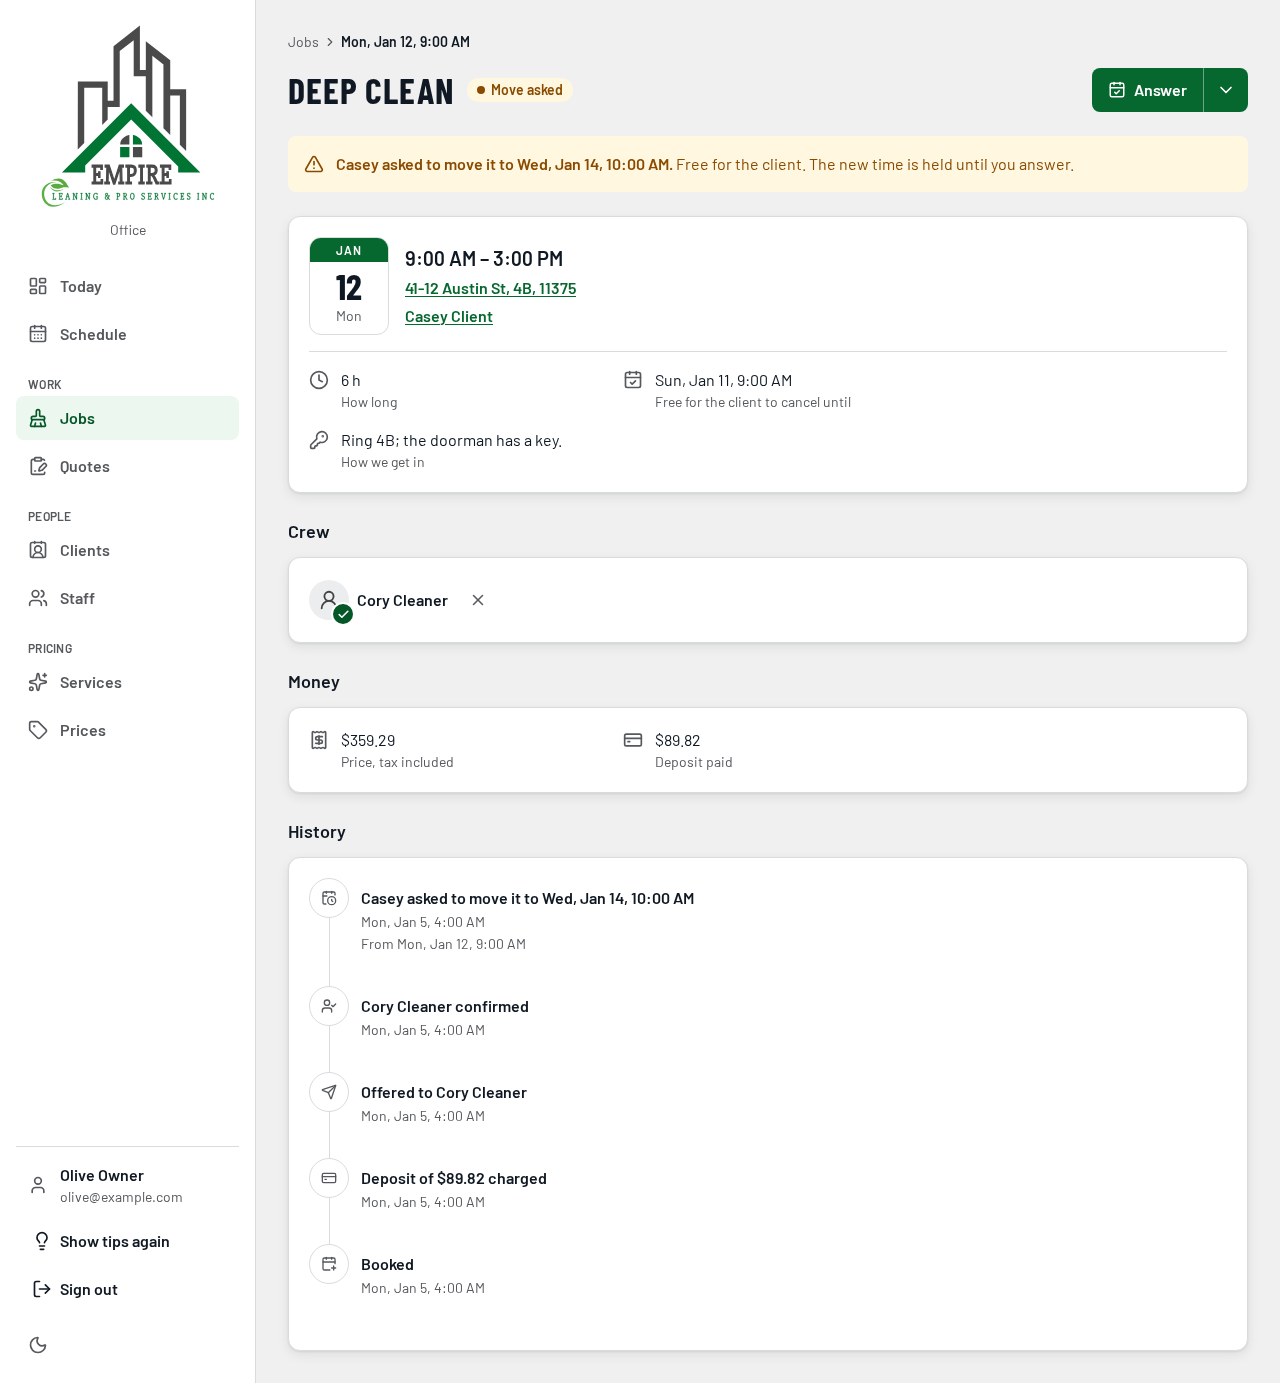 EMPIRE
LEANING & PRO SERVICES INC
Office
Today
Schedule
WORK
Jobs
Quotes
PEOPLE
Clients
Staff
PRICING
Services
Prices
Olive Owner
olive@example.com
Show tips again
Sign out
Jobs > Mon, Jan 12, 9:00 AM
DEEP CLEAN
Move asked
Answer
Casey asked to move it to Wed, Jan 14, 10:00 AM. Free for the client. The new time is held until you answer.
JAN
12
Mon
9:00 AM – 3:00 PM
41-12 Austin St, 4B, 11375
Casey Client
6 h
How long
Sun, Jan 11, 9:00 AM
Free for the client to cancel until
Ring 4B; the doorman has a key.
How we get in
Crew
Cory Cleaner
Money
$359.29
Price, tax included
$89.82
Deposit paid
History
Casey asked to move it to Wed, Jan 14, 10:00 AM
Mon, Jan 5, 4:00 AM
From Mon, Jan 12, 9:00 AM
Cory Cleaner confirmed
Mon, Jan 5, 4:00 AM
Offered to Cory Cleaner
Mon, Jan 5, 4:00 AM
Deposit of $89.82 charged
Mon, Jan 5, 4:00 AM
Booked
Mon, Jan 5, 4:00 AM